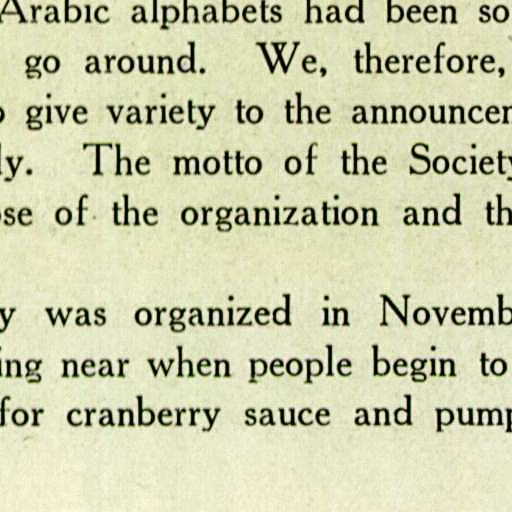 Arabic alphabets had been so
go around. We, therefore,
give variety to the announcem
ly. The motto of the Society
ose of the organization and th
y was organized in Novemb
ing near when people begin to
for cranberry sauce and pump